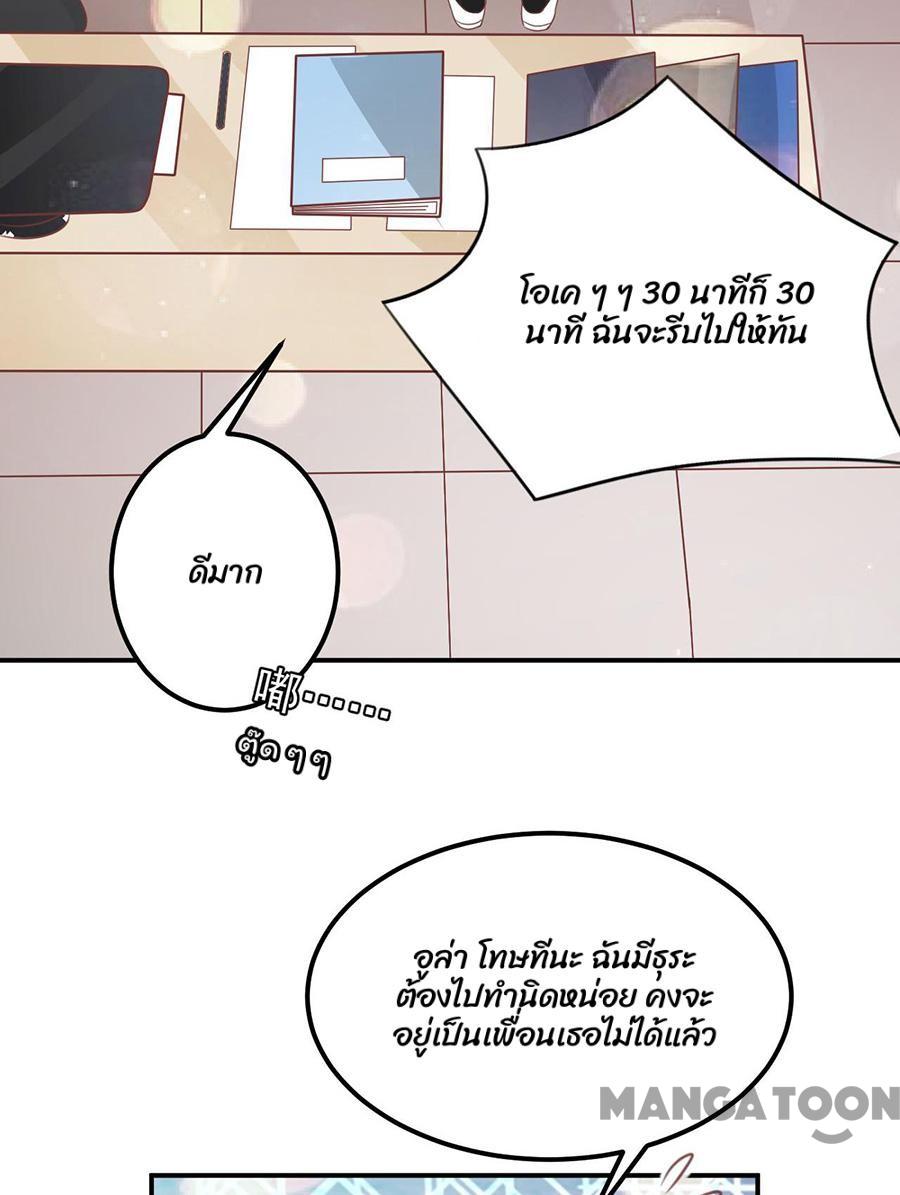 โอเค ๆ ๆ 30 นาทีก็ 30
นาที ฉันจะรีบไปให้ทัน
ดีมาก
嘟······
ตู๊ดๆๆ
อูล่า โทษทีนะ ฉันมีธุระ
ต้องไปทำนิดหน่อย คงจะ
อยู่เป็นเพื่อนเธอไม่ได้แล้ว
MANGATOON